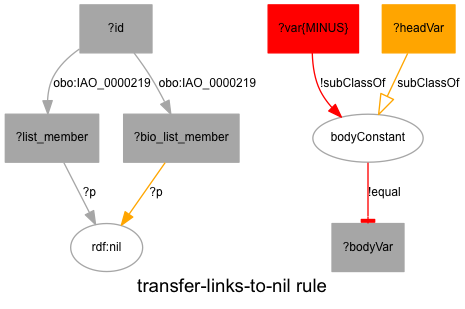 ?id
?var(MINUS)
?headVar
obo:IAO_0000219
obo:IAO_0000219
!subClassOf
subClassOf
?list_member
?bio_list_member
bodyConstant
?p
?p
!equal
rdf:nil
?bodyVar
transfer-links-to-nil rule